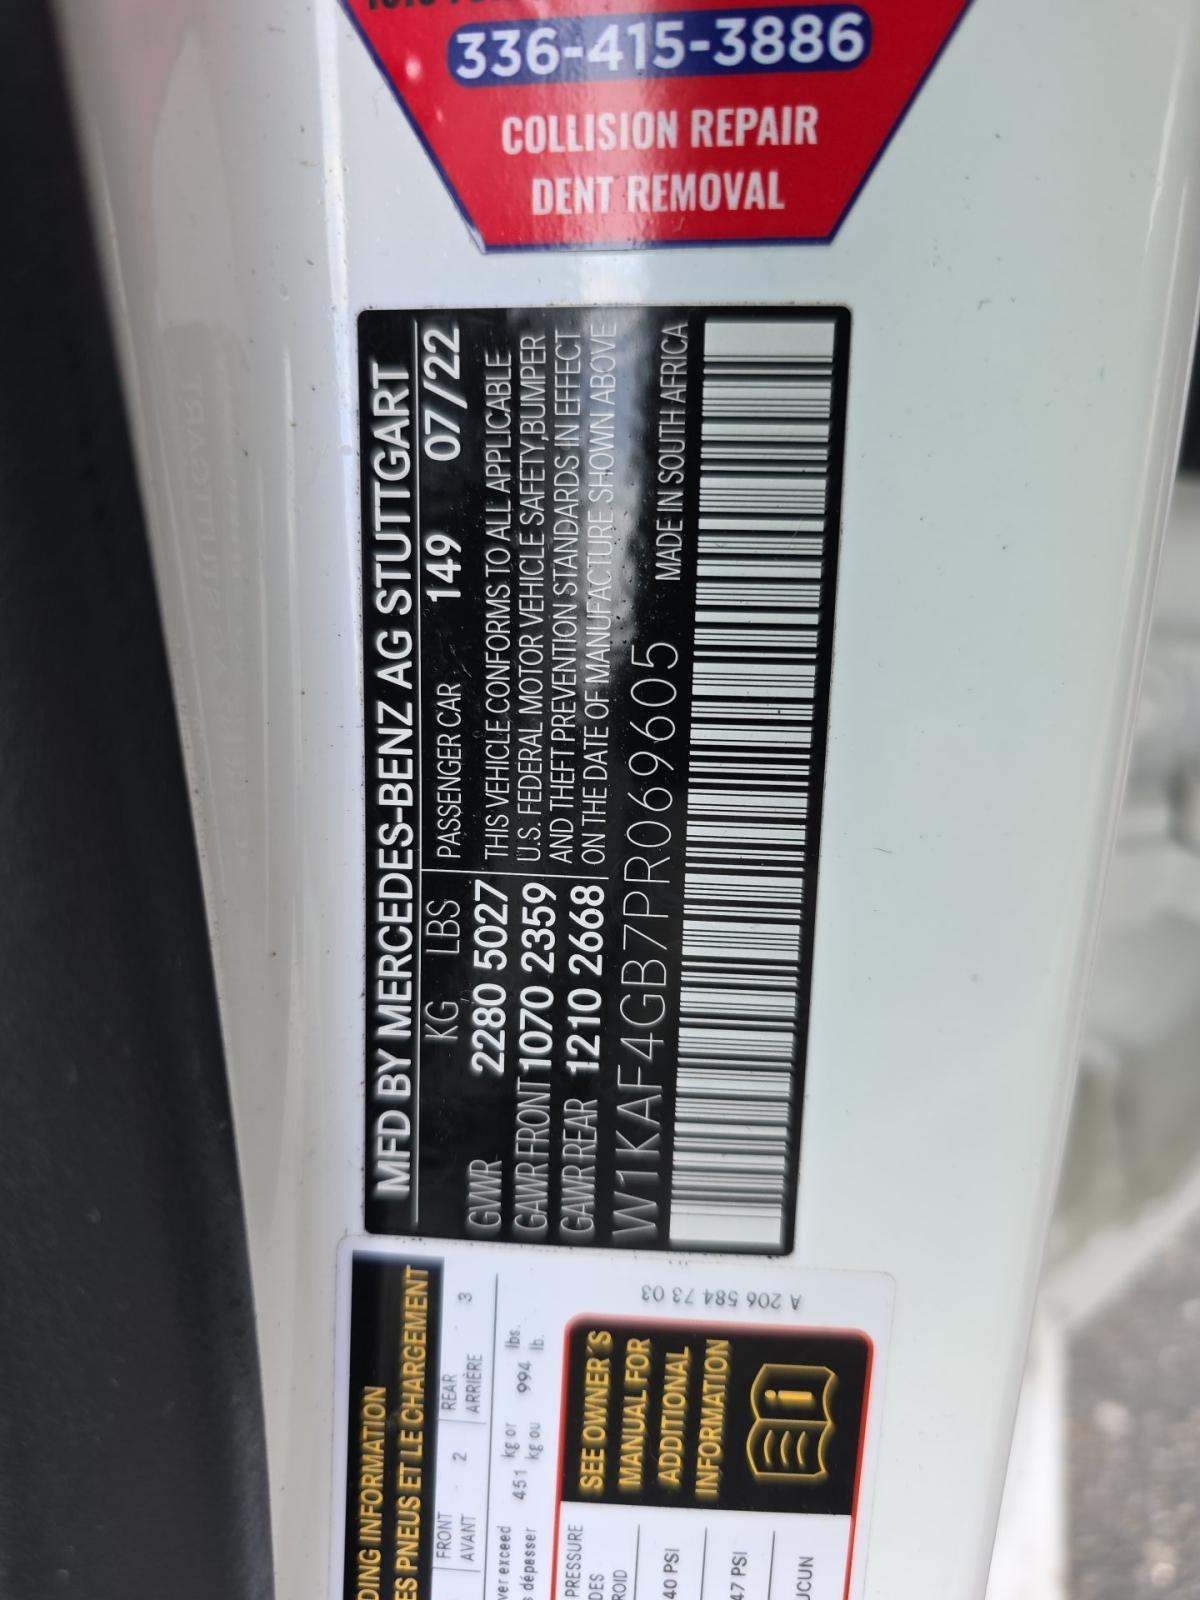 336-415-3886
COLLISION REPAIR
DENT REMOVAL
MFD BY MERCEDES-BENZ AG STUTTGART
KG LBS PASSENGER CAR 149 07/22
GVWR 2280 5027 THIS VEHICLE CONFORMS TO ALL APPLICABLE
GAWR FRONT 1070 2359 U.S. FEDERAL MOTOR VEHICLE SAFETY,BUMPER
GAWR REAR 1210 2668 AND THEFT PREVENTION STANDARDS IN EFFECT
ON THE DATE OF MANUFACTURE SHOWN ABOVE
W1KAF4GB7PR069605 MADE IN SOUTH AFRICA
INFORMATION
PNEUS ET LE CHARGEMENT
FRONT 2 REAR 3
AVANT ARRIÈRE
exceed 451 kg or 994 lbs.
dépasser kg ou lb.
A 206 584 73 03
SEE OWNER'S
MANUAL FOR
ADDITIONAL
INFORMATION
PRESSURE
DES
40 PSI
47 PSI